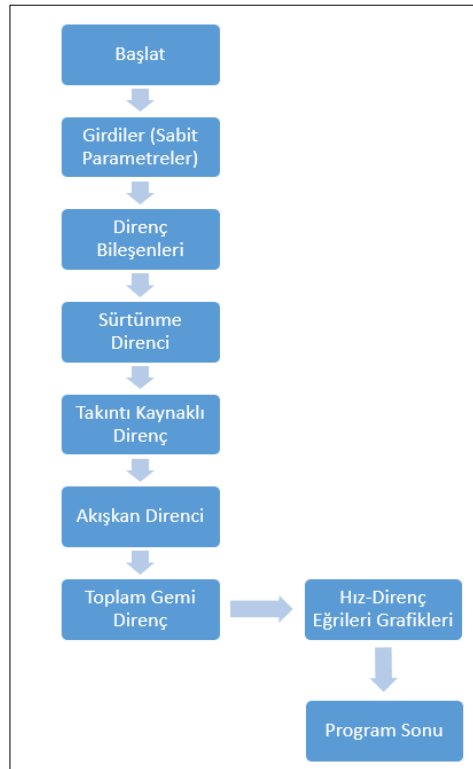 Başlat
Girdiler (Sabit
Parametreler)
Direnç
Bileşenleri
Sürtünme
Direnci
Takıntı Kaynaklı
Direnç
Akışkan Direnci
Toplam Gemi
Direnç
Hız-Direnç
Eğrileri Grafikleri
Program Sonu